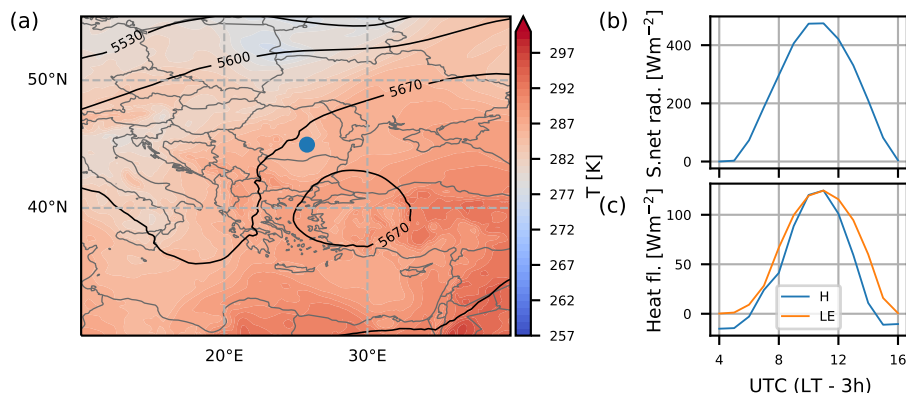 (a)
5530
5600
5670
5670
50°N
40°N
20°E
30°E
297
292
287
282
277
272
267
262
257
T [K]
(b)
S.net rad. [Wm⁻²]
400
200
0
(c)
Heat fl. [Wm⁻²]
100
50
0
H
LE
4
8
12
16
UTC (LT - 3h)